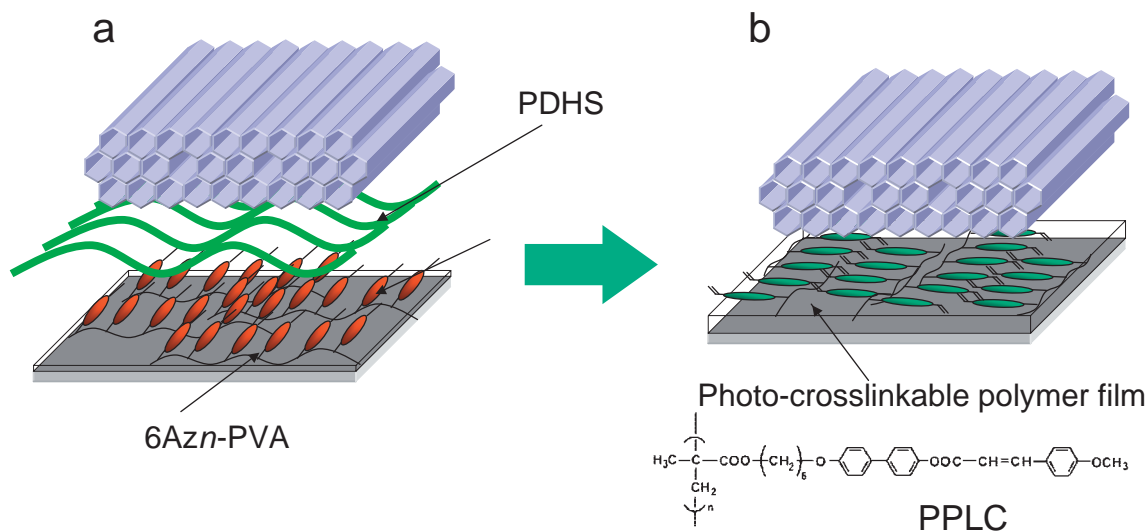 a
b
PDHS
6Azn-PVA
Photo-crosslinkable polymer film
H₃C—C—COO—(CH₂)₆—O—OOC—CH=CH—OCH₃
CH₂
n
PPLC